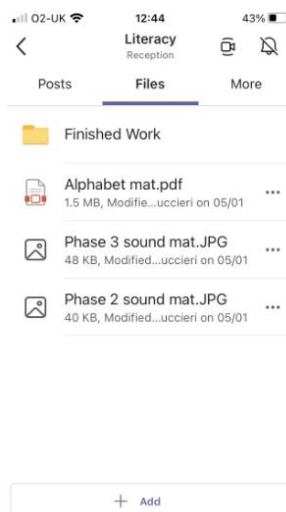 O2-UK 12:44 43%
Literacy
Reception
Posts Files More
Finished Work
Alphabet mat.pdf
1.5 MB, Modifie...uccieri on 05/01
Phase 3 sound mat.JPG
48 KB, Modified...uccieri on 05/01
Phase 2 sound mat.JPG
40 KB, Modified...uccieri on 05/01
+ Add